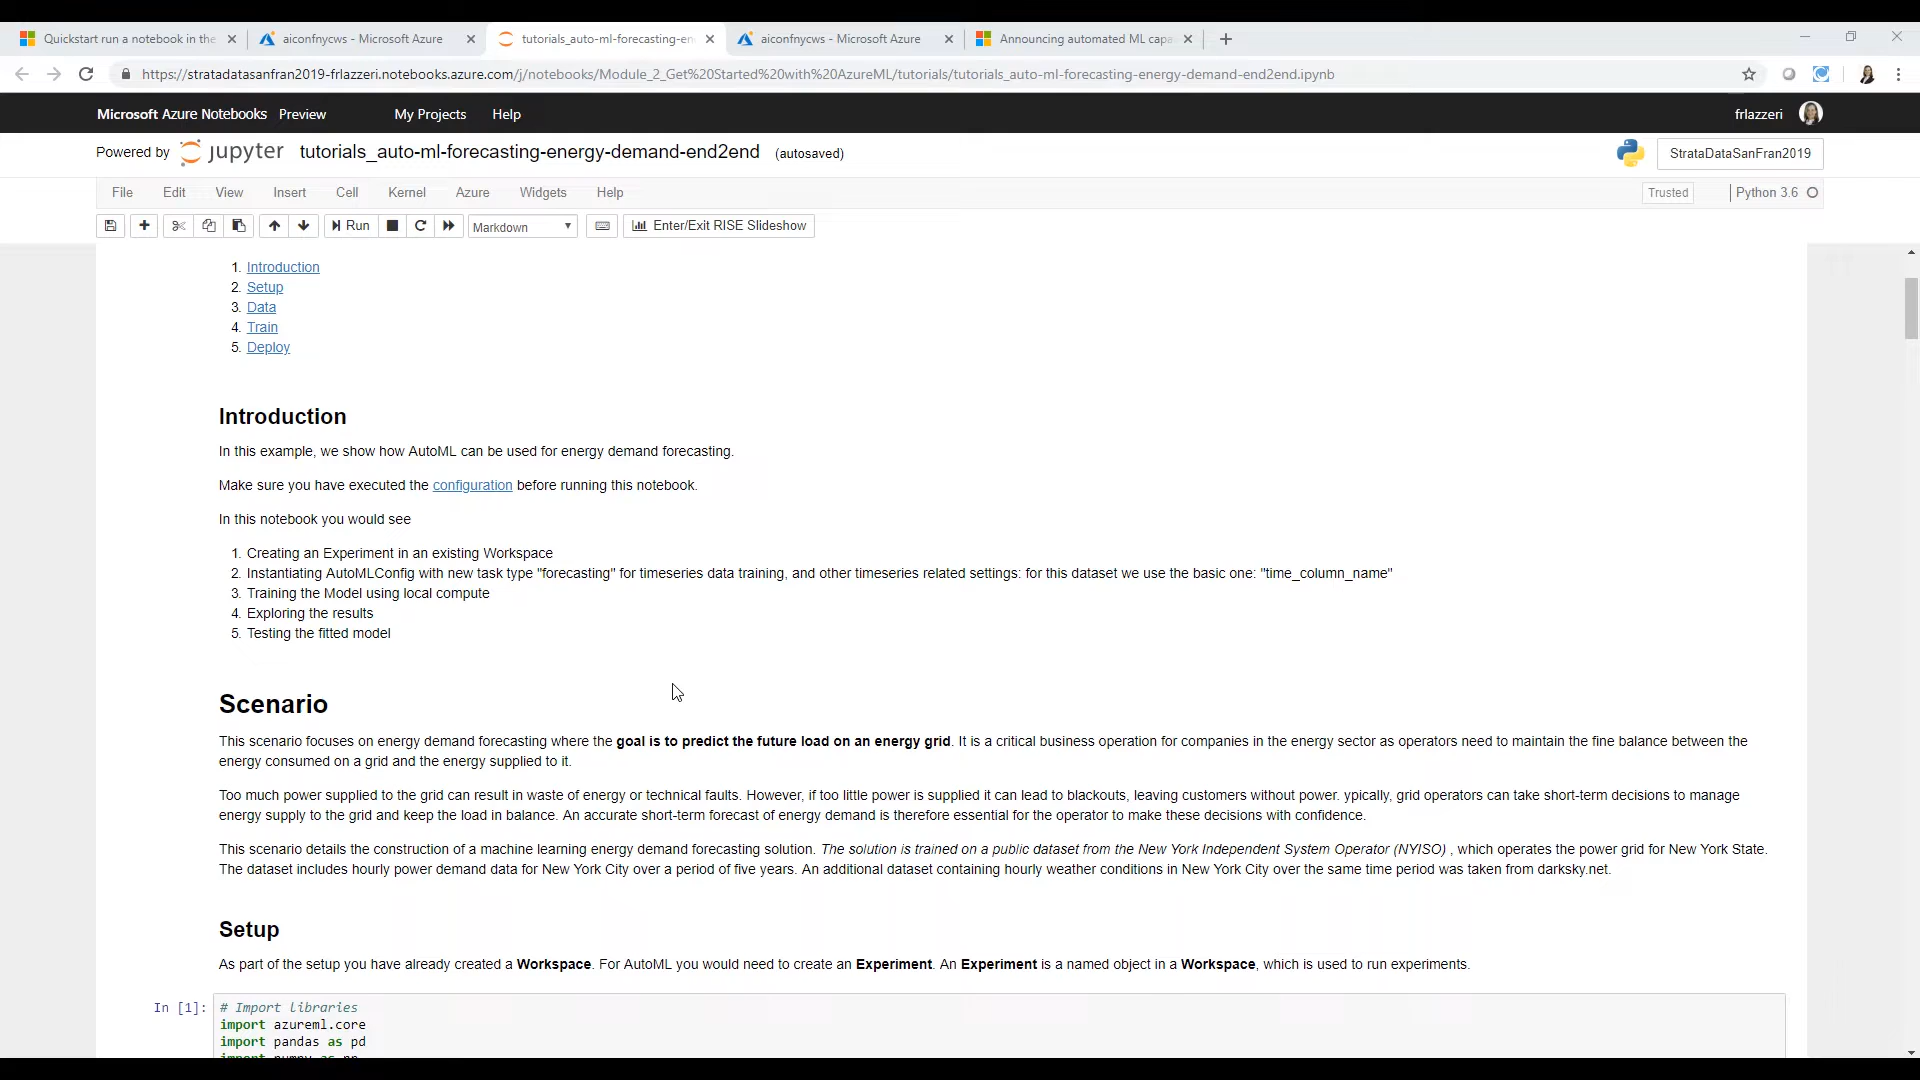 Quickstart run a notebook in the
aiconfnycws - Microsoft Azure
tutorials_auto-ml-forecasting-en
aiconfnycws - Microsoft Azure
Announcing automated ML capa
https://stratadatasanfran2019-frlazzeri.notebooks.azure.com/j/notebooks/Module_2_Get%20Started%20with%20AzureML/tutorials/tutorials_auto-ml-forecasting-energy-demand-end2end.ipynb
Microsoft Azure Notebooks Preview My Projects Help frlazzeri
Powered by jupyter tutorials_auto-ml-forecasting-energy-demand-end2end (autosaved) StrataDataSanFran2019
File Edit View Insert Cell Kernel Azure Widgets Help Trusted Python 3.6
Run Markdown Enter/Exit RISE Slideshow
1. Introduction
2. Setup
3. Data
4. Train
5. Deploy
Introduction
In this example, we show how AutoML can be used for energy demand forecasting.
Make sure you have executed the configuration before running this notebook.
In this notebook you would see
1. Creating an Experiment in an existing Workspace
2. Instantiating AutoMLConfig with new task type "forecasting" for timeseries data training, and other timeseries related settings: for this dataset we use the basic one: "time_column_name"
3. Training the Model using local compute
4. Exploring the results
5. Testing the fitted model
Scenario
This scenario focuses on energy demand forecasting where the goal is to predict the future load on an energy grid. It is a critical business operation for companies in the energy sector as operators need to maintain the fine balance between the
energy consumed on a grid and the energy supplied to it.
Too much power supplied to the grid can result in waste of energy or technical faults. However, if too little power is supplied it can lead to blackouts, leaving customers without power. ypically, grid operators can take short-term decisions to manage
energy supply to the grid and keep the load in balance. An accurate short-term forecast of energy demand is therefore essential for the operator to make these decisions with confidence.
This scenario details the construction of a machine learning energy demand forecasting solution. The solution is trained on a public dataset from the New York Independent System Operator (NYISO) , which operates the power grid for New York State.
The dataset includes hourly power demand data for New York City over a period of five years. An additional dataset containing hourly weather conditions in New York City over the same time period was taken from darksky.net.
Setup
As part of the setup you have already created a Workspace. For AutoML you would need to create an Experiment. An Experiment is a named object in a Workspace, which is used to run experiments.
In [1]: # Import libraries
import azureml.core
import pandas as pd
import numpy as np